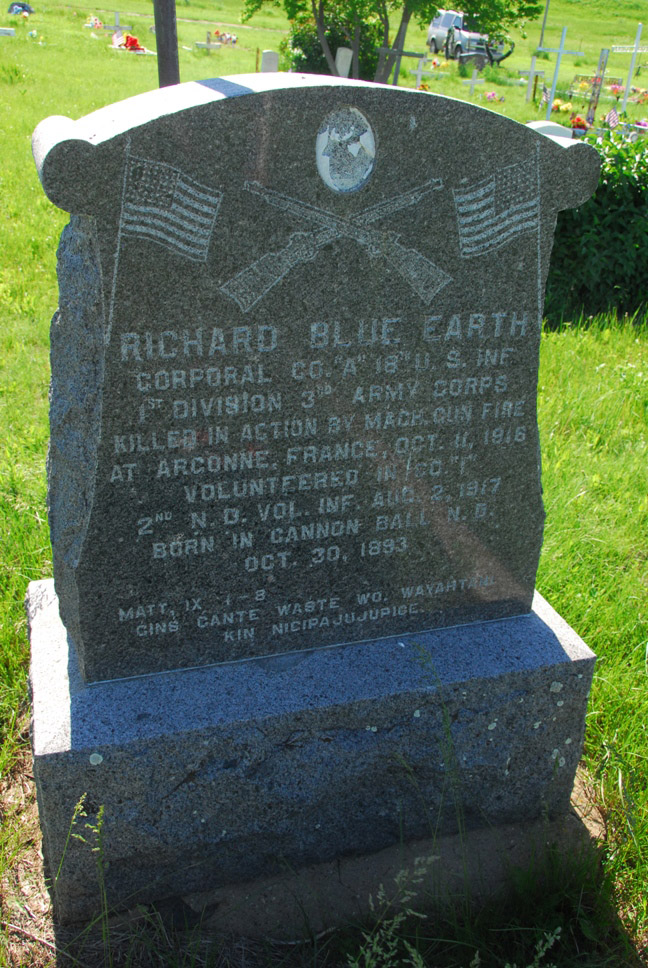 RICHARD BLUE EARTH
CORPORAL CO. "A" 18TH U. S. INF.
1ST DIVISION 3RD ARMY CORPS
KILLED IN ACTION BY MACH. GUN FIRE
AT ARGONNE, FRANCE, OCT. 11, 1918
VOLUNTEERED IN CO. "I"
2ND N. D. VOL. INF. AUG. 2, 1917
BORN IN CANNON BALL N. D.
OCT. 30, 1893
MATT, IX 1-8
CINS CANTE WASTE WO.
KIN NICIPAJUJUPIGE.